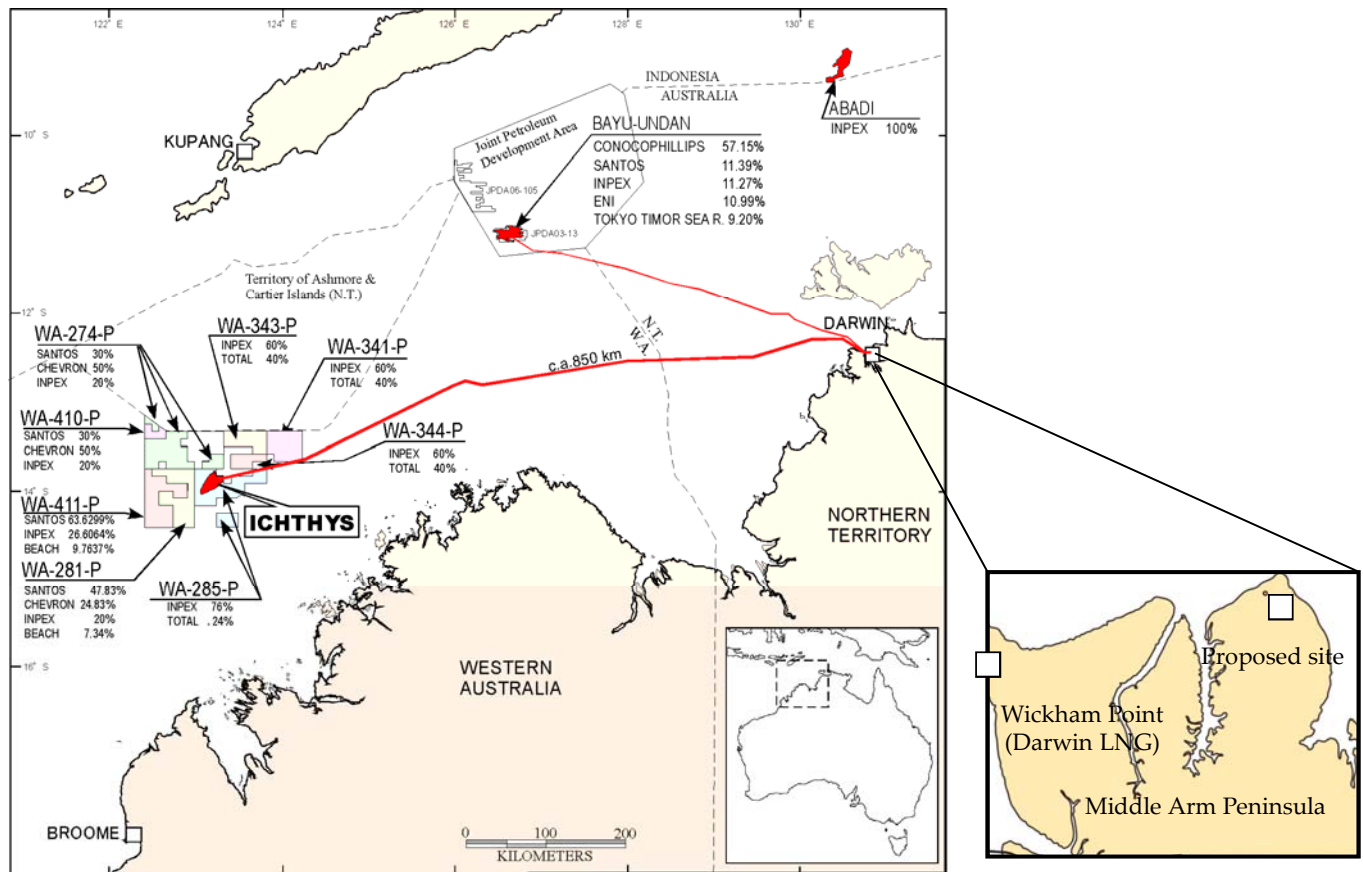 122° E
124° E
126° E
128° E
130° E
INDONESIA
AUSTRALIA
ABADI
INPEX 100%
10° S
KUPANG
Joint Petroleum
Development Area
BAYU-UNDAN
CONOCOPHILLIPS 57.15%
SANTOS 11.39%
INPEX 11.27%
ENI 10.99%
TOKYO TIMOR SEA R. 9.20%
JPDA06-105
JPDA03-13
Territory of Ashmore &
Cartier Islands (N.T.)
12° S
DARWIN
N.T.
W.A.
c.a.850 km
WA-274-P
SANTOS 30%
CHEVRON 50%
INPEX 20%
WA-343-P
INPEX 60%
TOTAL 40%
WA-341-P
INPEX 60%
TOTAL 40%
WA-410-P
SANTOS 30%
CHEVRON 50%
INPEX 20%
WA-344-P
INPEX 60%
TOTAL 40%
14° S
ICHTHYS
WA-411-P
SANTOS 63.6299%
INPEX 26.6064%
BEACH 9.7637%
WA-281-P
SANTOS 47.83%
CHEVRON 24.83%
INPEX 20%
BEACH 7.34%
WA-285-P
INPEX 76%
TOTAL .24%
NORTHERN
TERRITORY
16° S
WESTERN
AUSTRALIA
BROOME
0 100 200
KILOMETERS
Proposed site
Wickham Point
(Darwin LNG)
Middle Arm Peninsula